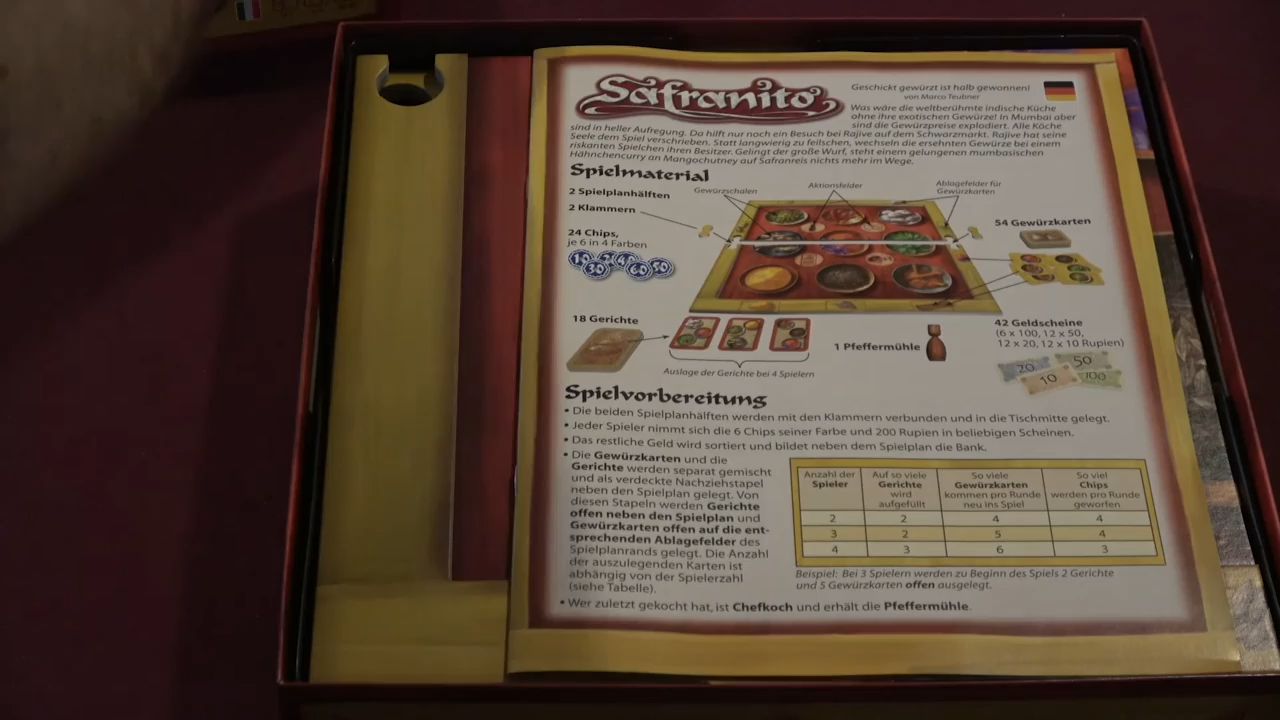 Safranito
Geschickt gewürzt ist halb gewonnen!
von Marco Teubner
Was wäre die weltberühmte indische Küche
ohne ihre exotischen Gewürze! In Mumbai aber
sind die Gewürzpreise explodiert. Alle Köche
sind in heller Aufregung. Da hilft nur noch ein Besuch bei Rajive auf dem Schwarzmarkt. Rajive hat seine
Seele dem Spiel verschrieben. Statt langwierig zu feilschen, wechseln die ersehnten Gewürze bei einem
riskanten Spielchen ihren Besitzer. Gelingt der große Wurf, steht einem gelungenen mumbasischen
Hähnchencurry an Mangochutney auf Safranreis nichts mehr im Wege.
Spielmaterial
2 Spielplanhälften
Gewürzschalen
Aktionsfelder
Ablagefelder für
Gewürzkarten
2 Klammern
54 Gewürzkarten
24 Chips,
je 6 in 4 Farben
30
60
50
18 Gerichte
Auslage der Gerichte bei 4 Spielern
1 Pfeffermühle
42 Geldscheine
(6 x 100, 12 x 50,
12 x 20, 12 x 10 Rupien)
20
50
10
100
Spielvorbereitung
• Die beiden Spielplanhälften werden mit den Klammern verbunden und in die Tischmitte gelegt.
• Jeder Spieler nimmt sich die 6 Chips seiner Farbe und 200 Rupien in beliebigen Scheinen.
• Das restliche Geld wird sortiert und bildet neben dem Spielplan die Bank.
• Die Gewürzkarten und die
Gerichte werden separat gemischt
und als verdeckte Nachziehstapel
neben den Spielplan gelegt. Von
diesen Stapeln werden Gerichte
offen neben den Spielplan und
Gewürzkarten offen auf die ent-
sprechenden Ablagefelder des
Spielplanrands gelegt. Die Anzahl
der auszulegenden Karten ist
abhängig von der Spielerzahl
(siehe Tabelle).
Anzahl der Spieler | Auf so viele Gerichte wird aufgefüllt | So viele Gewürzkarten kommen pro Runde neu ins Spiel | So viel Chips werden pro Runde geworfen
2 2 4 4
3 2 5 4
4 3 6 3
Beispiel: Bei 3 Spielern werden zu Beginn des Spiels 2 Gerichte
und 5 Gewürzkarten offen ausgelegt.
• Wer zuletzt gekocht hat, ist Chefkoch und erhält die Pfeffermühle.